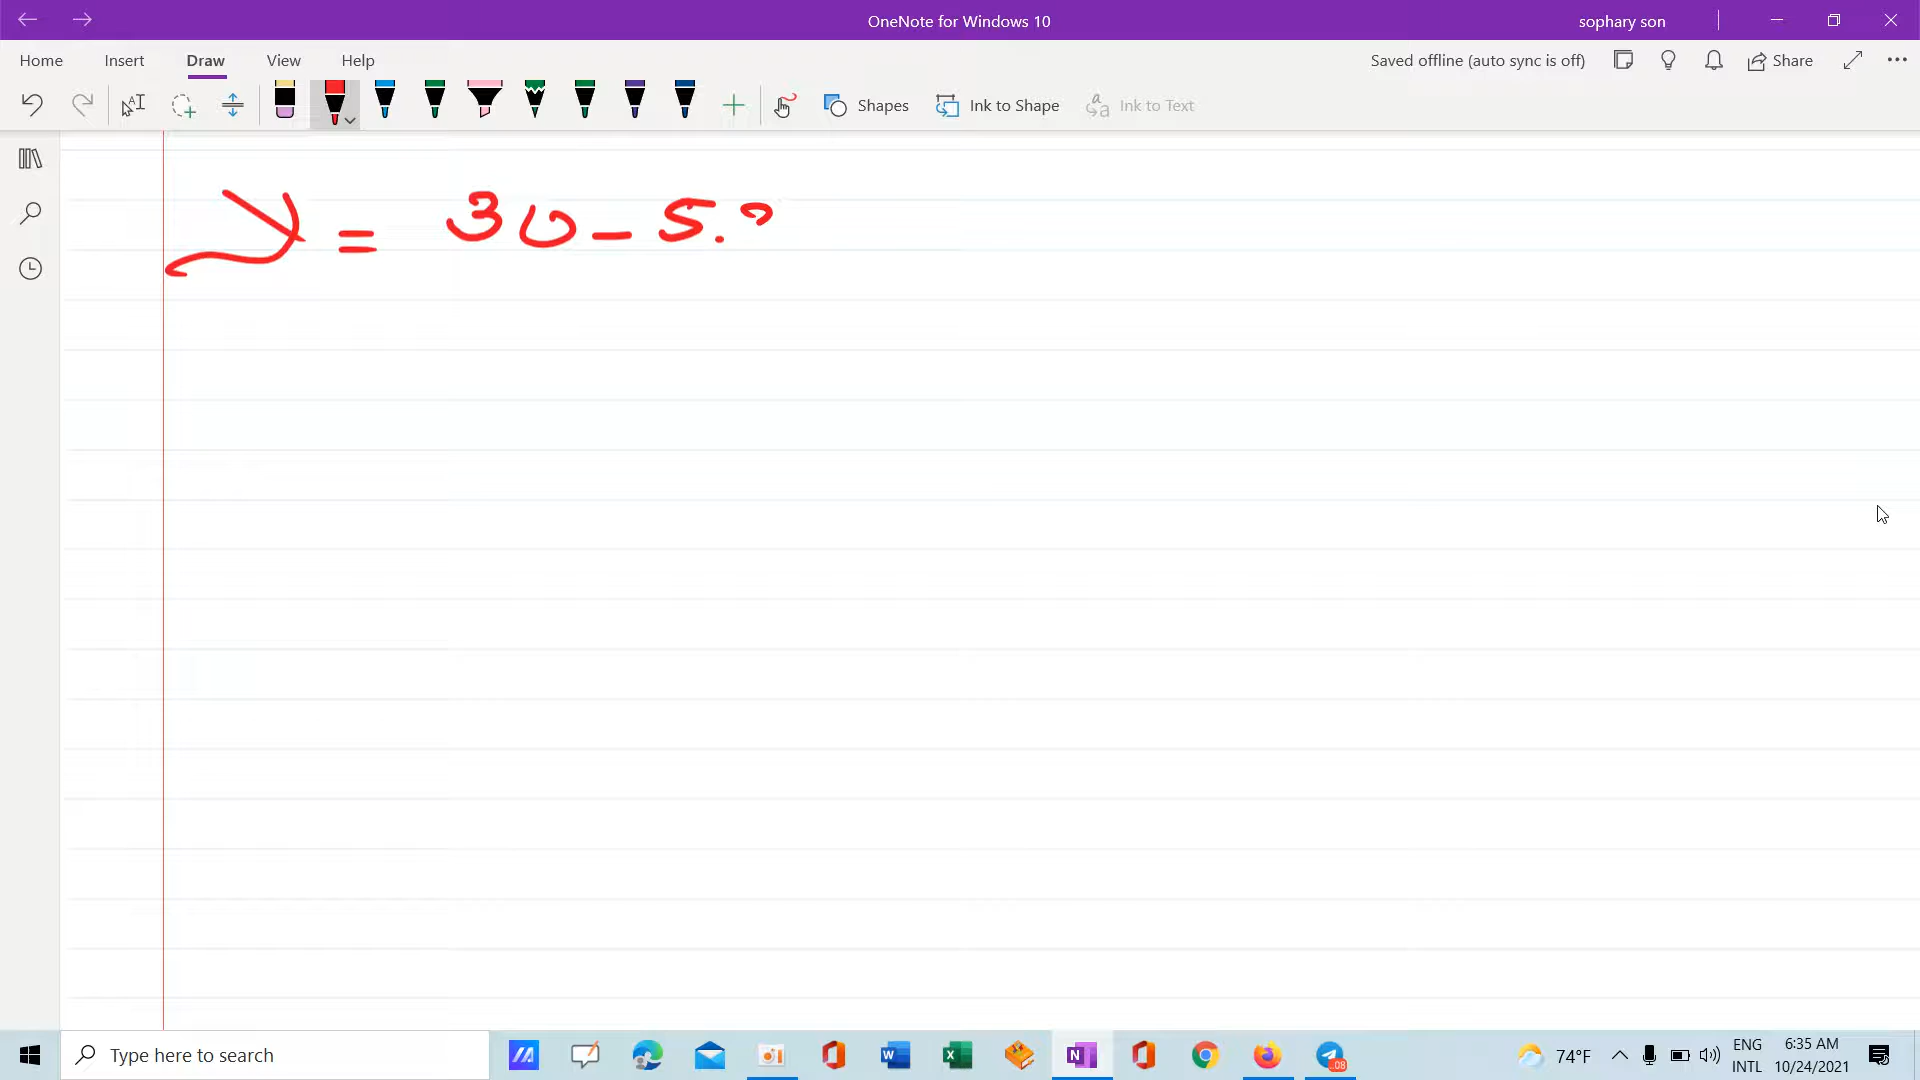 OneNote for Windows 10
sophary son
Home Insert Draw View Help
Saved offline (auto sync is off) Share
Shapes Ink to Shape Ink to Text
y = 30 - 5.
Type here to search
74°F
ENG
INTL
6:35 AM
10/24/2021